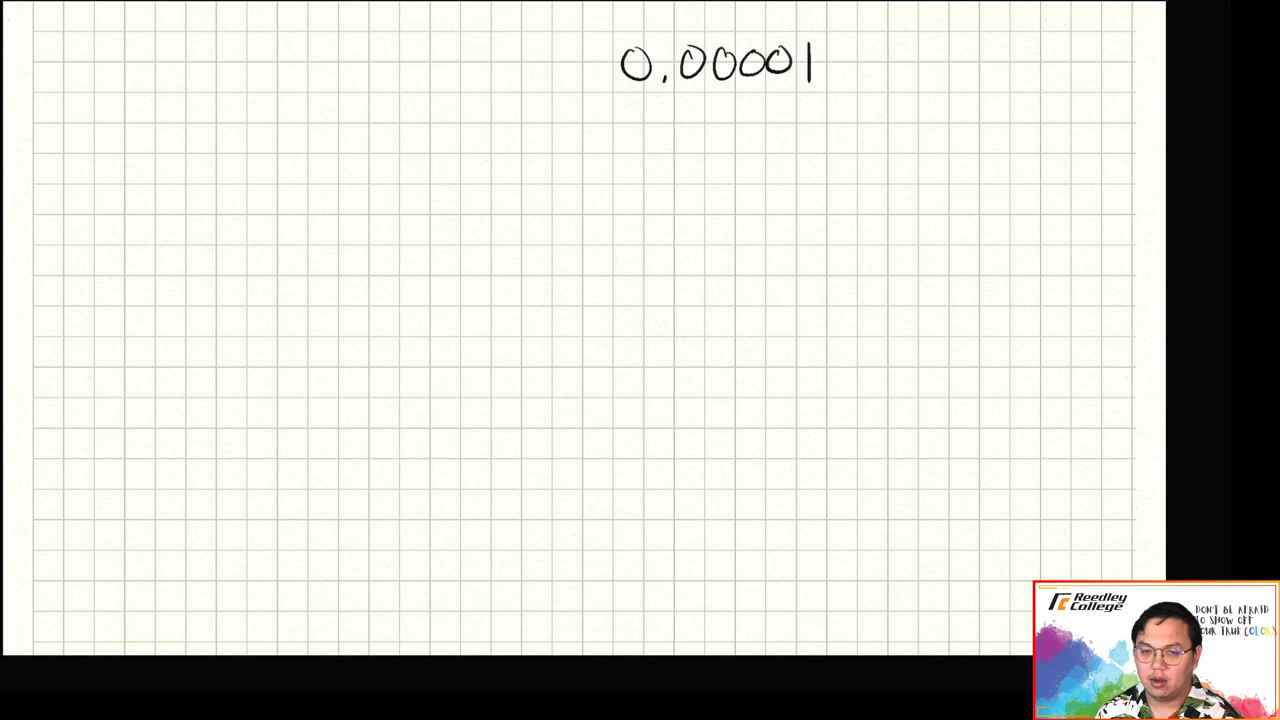 0.00001
Reedley
College
DON'T BE AFRAID
TO SHOW OFF
YOUR TRUE COLORS